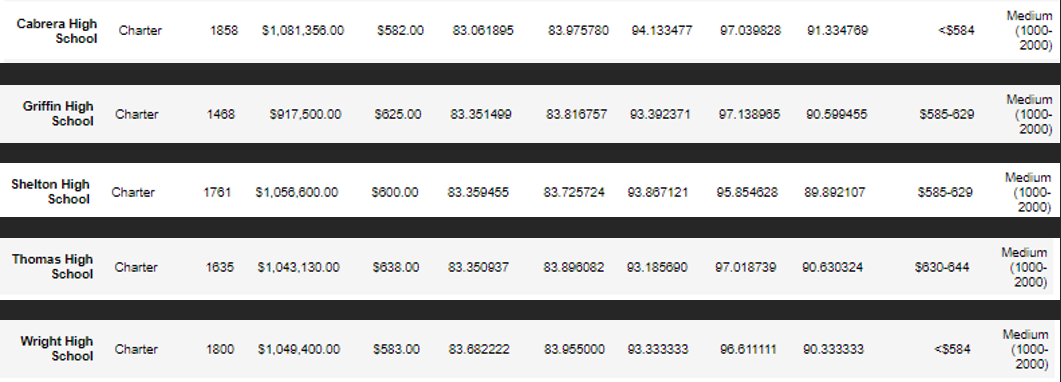 Cabrera High School Charter 1858 $1,081,356.00 $582.00 83.061895 83.975780 94.133477 97.039828 91.334769 <$584 Medium (1000-2000)
Griffin High School Charter 1468 $917,500.00 $625.00 83.351499 83.816757 93.392371 97.138965 90.599455 $585-629 Medium (1000-2000)
Shelton High School Charter 1761 $1,056,600.00 $600.00 83.359455 83.725724 93.867121 95.854628 89.892107 $585-629 Medium (1000-2000)
Thomas High School Charter 1635 $1,043,130.00 $638.00 83.350937 83.896082 93.185690 97.018739 90.630324 $630-644 Medium (1000-2000)
Wright High School Charter 1800 $1,049,400.00 $583.00 83.682222 83.955000 93.333333 96.611111 90.333333 <$584 Medium (1000-2000)